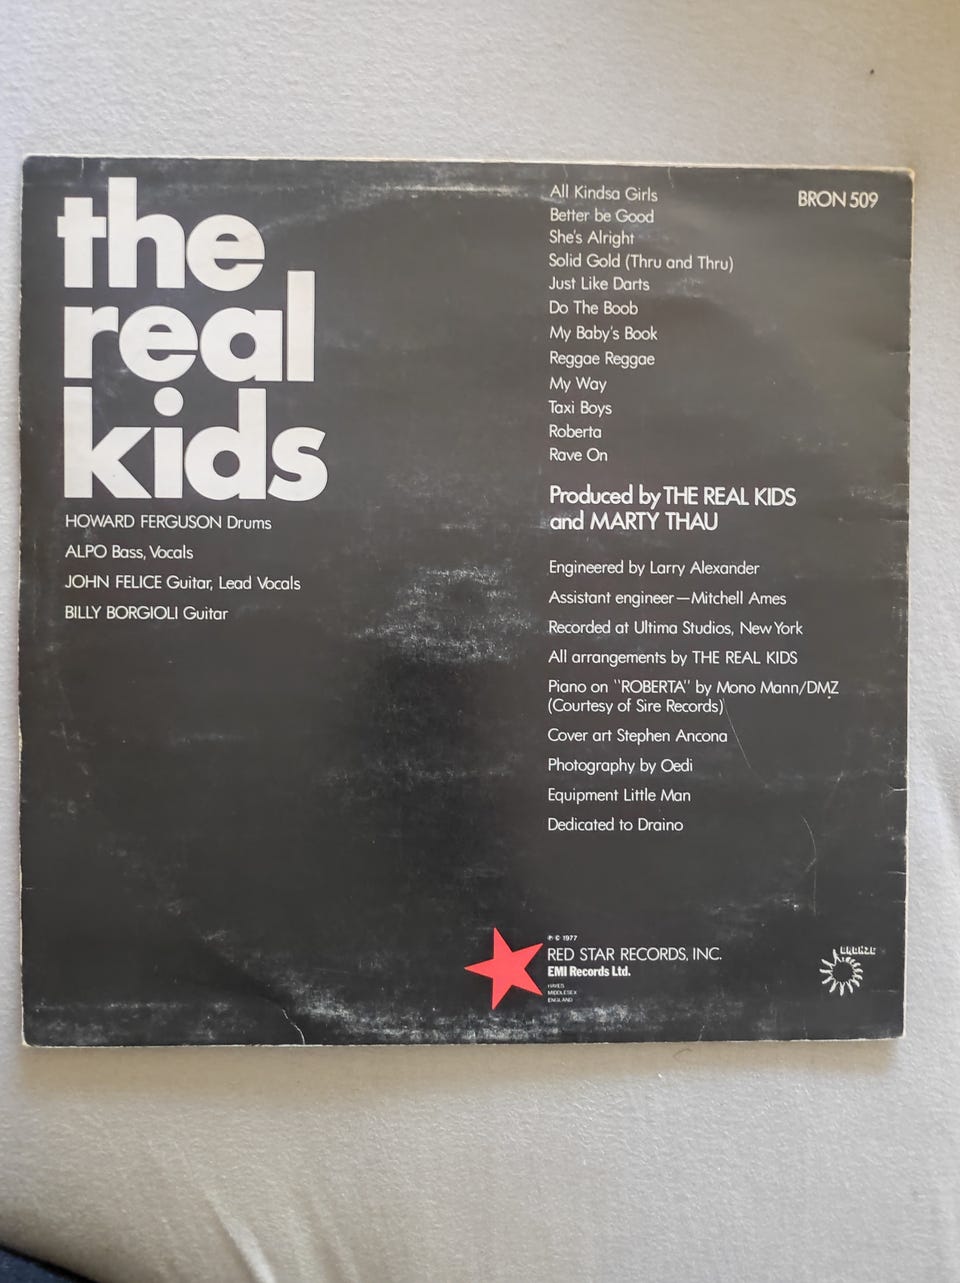 the
real
kids
HOWARD FERGUSON Drums
ALPO Bass, Vocals
JOHN FELICE Guitar, Lead Vocals
BILLY BORGIOLI Guitar
All Kindsa Girls
Better be Good
She's Alright
Solid Gold (Thru and Thru)
Just Like Darts
Do The Boob
My Baby's Book
Reggae Reggae
My Way
Taxi Boys
Roberta
Rave On
BRON 509
Produced by THE REAL KIDS
and MARTY THAU
Engineered by Larry Alexander
Assistant engineer—Mitchell Ames
Recorded at Ultima Studios, New York
All arrangements by THE REAL KIDS
Piano on "ROBERTA" by Mono Mann/DMZ
(Courtesy of Sire Records)
Cover art Stephen Ancona
Photography by Oedi
Equipment Little Man
Dedicated to Draino
℗ © 1977
RED STAR RECORDS, INC.
EMI Records Ltd.
HAYES
MIDDLESEX
ENGLAND
BRONZE